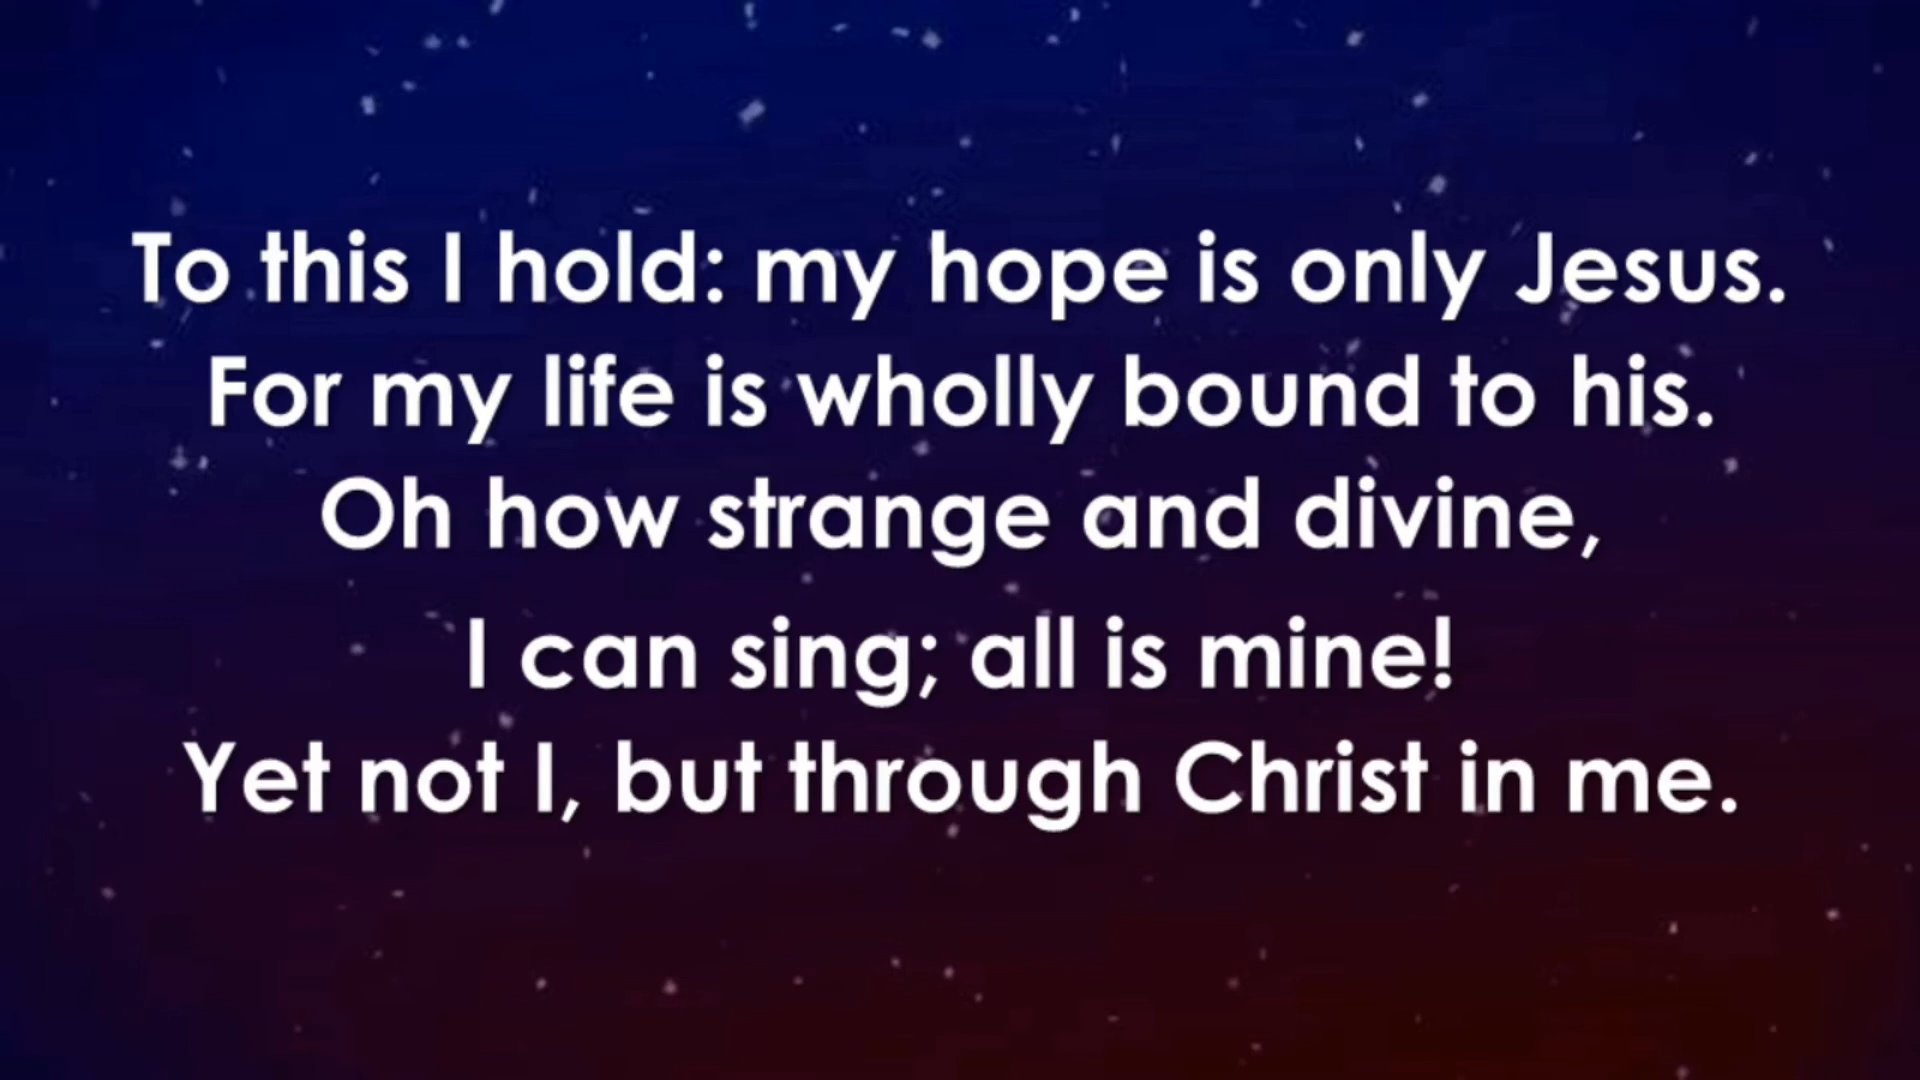 To this I hold: my hope is only Jesus.
For my life is wholly bound to his.
Oh how strange and divine,
I can sing; all is mine!
Yet not I, but through Christ in me.